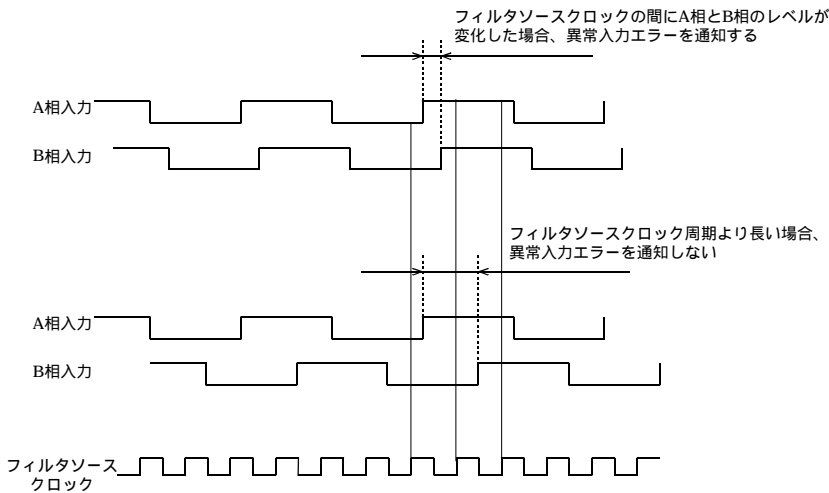 フィルタソースクロックの間にA相とB相のレベルが
変化した場合、異常入力エラーを通知する
A相入力
B相入力
フィルタソースクロック周期より長い場合、
異常入力エラーを通知しない
A相入力
B相入力
フィルタソース
クロック